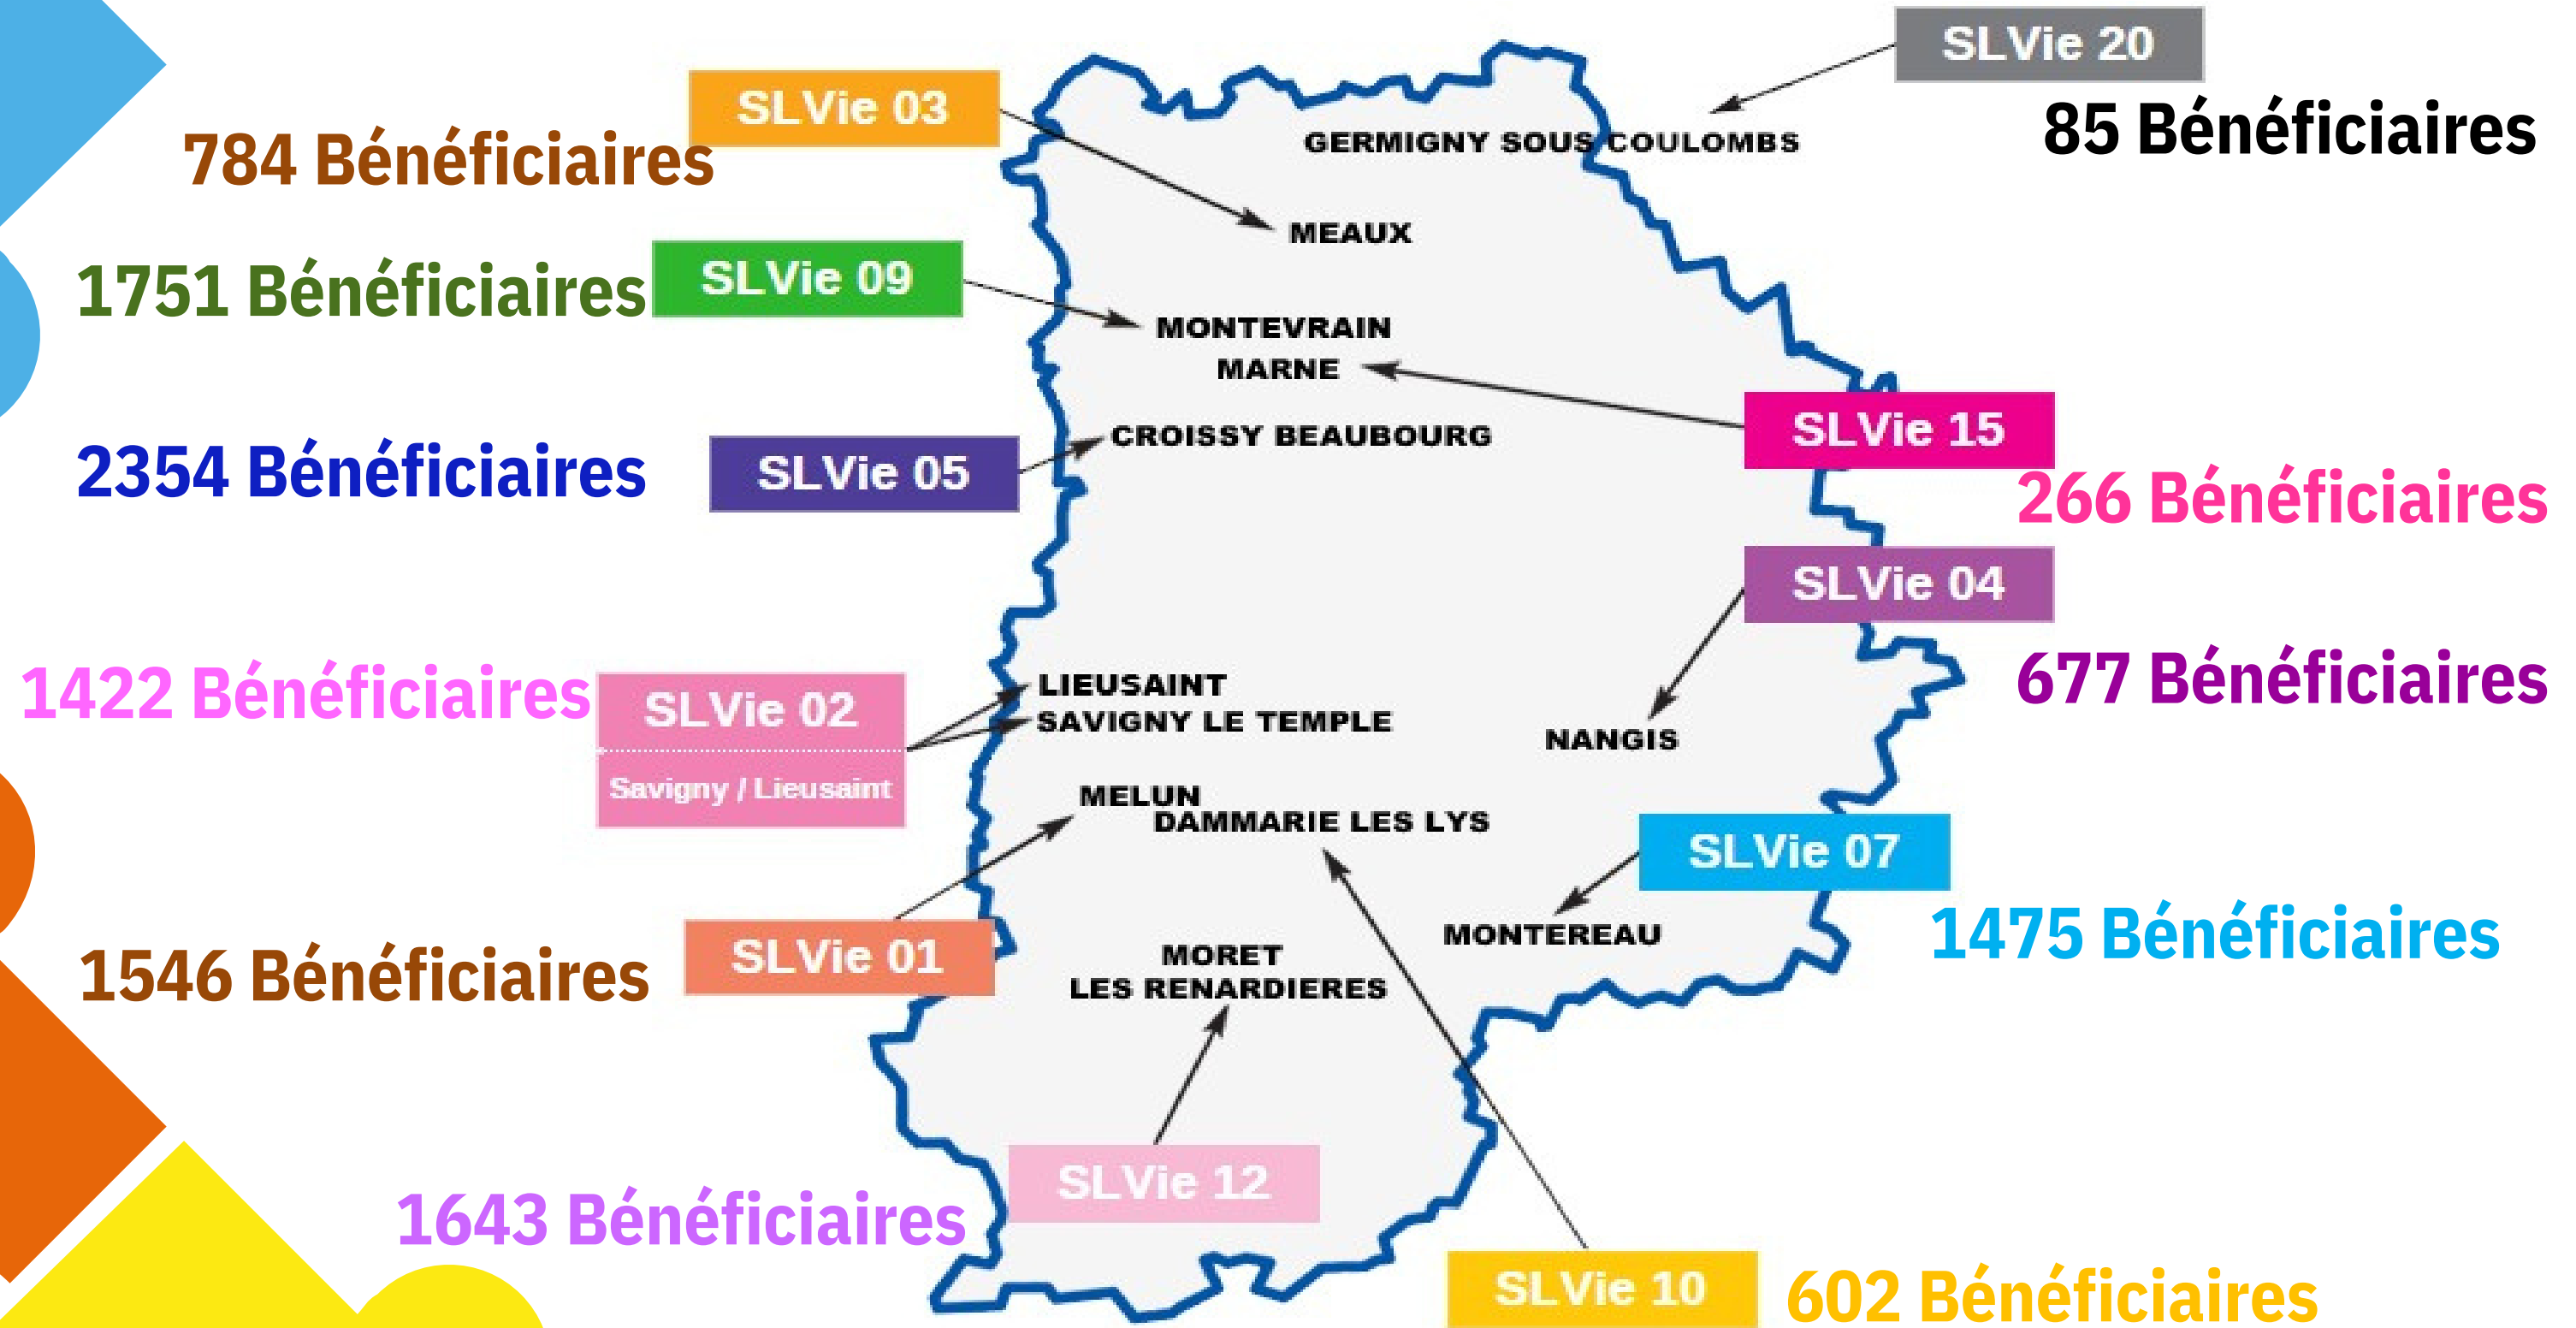 SLVie 20
85 Bénéficiaires
SLVie 03
784 Bénéficiaires
GERMIGNY SOUS COULOMBS
MEAUX
SLVie 09
1751 Bénéficiaires
MONTEVRAIN
MARNE
SLVie 15
266 Bénéficiaires
CROISSY BEAUBOURG
SLVie 05
2354 Bénéficiaires
SLVie 04
677 Bénéficiaires
1422 Bénéficiaires
SLVie 02
Savigny / Lieusaint
LIEUSAINT
SAVIGNY LE TEMPLE
NANGIS
MELUN
DAMMARIE LES LYS
SLVie 07
1475 Bénéficiaires
MONTEREAU
SLVie 01
1546 Bénéficiaires
MORET
LES RENARDIERES
SLVie 12
1643 Bénéficiaires
SLVie 10
602 Bénéficiaires